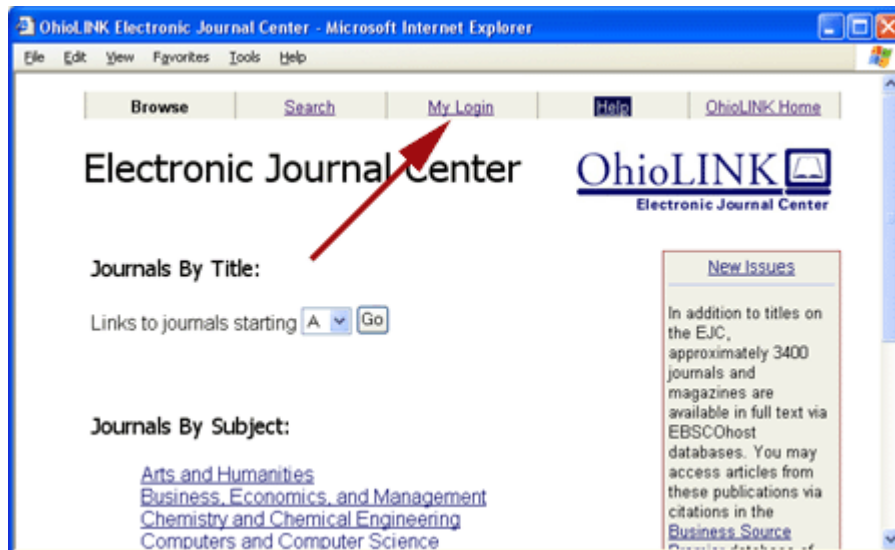 OhioLINK Electronic Journal Center - Microsoft Internet Explorer
File Edit View Favorites Tools Help
Browse Search My Login Help OhioLINK Home
Electronic Journal Center
OhioLINK
Electronic Journal Center
Journals By Title:
Links to journals starting A Go
Journals By Subject:
Arts and Humanities
Business, Economics, and Management
Chemistry and Chemical Engineering
Computers and Computer Science
New Issues
In addition to titles on
the EJC,
approximately 3400
journals and
magazines are
available in full text via
EBSCOhost
databases. You may
access articles from
these publications via
citations in the
Business Source
Premier database of